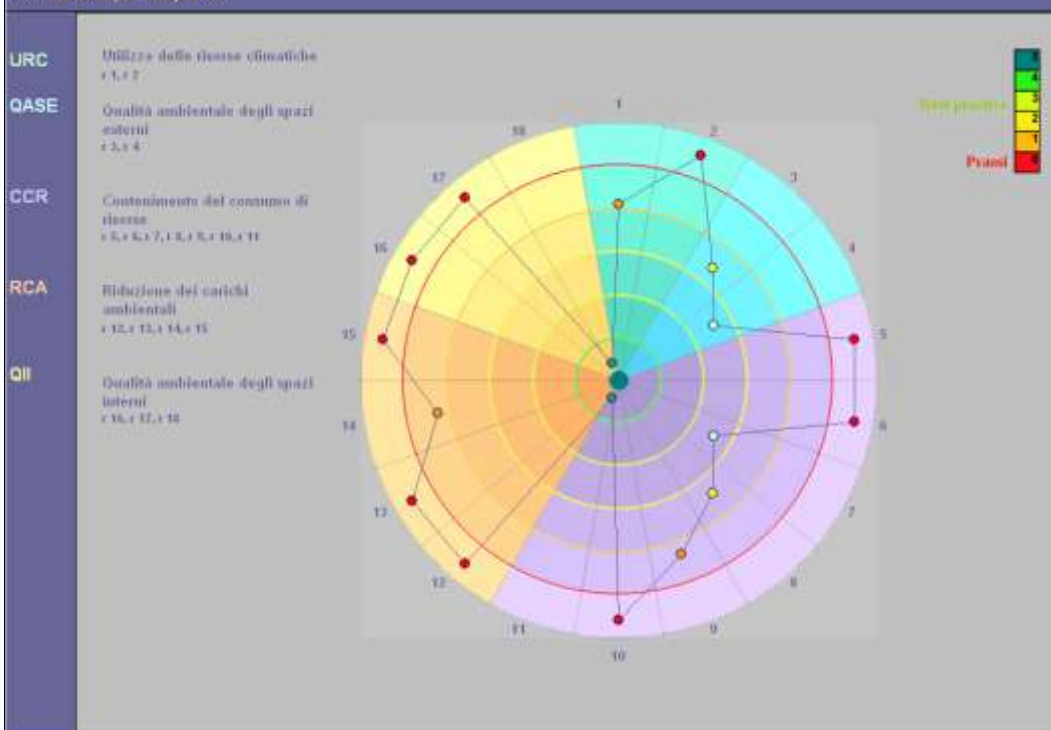 URC
Utilizzo delle risorse climatiche
r 1, r 2
QASE
Qualità ambientale degli spazi
esterni
r 3, r 4
CCR
Contenimento del consumo di
risorse
r 5, r 6, r 7, r 8, r 9, r 10, r 11
RCA
Riduzione dei carichi
ambientali
r 12, r 13, r 14, r 15
QII
Qualità ambientale degli spazi
interni
r 16, r 17, r 18
1
2
3
4
5
6
7
8
9
10
11
12
13
14
15
16
17
18
5
4
3
2
1
0
Best practice